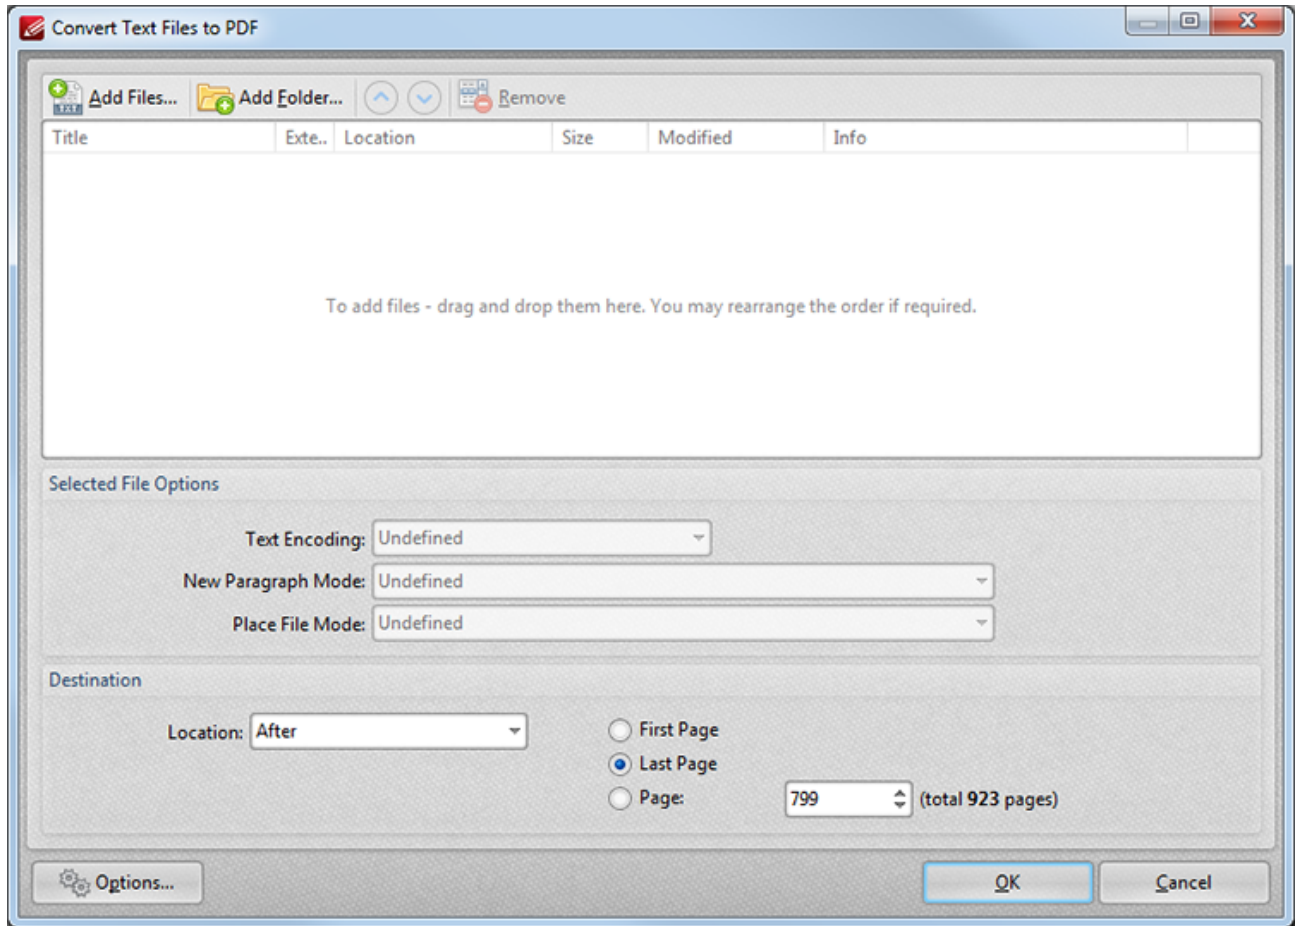 Convert Text Files to PDF
Add Files... Add Folder... Remove
TXT
Title Exte.. Location Size Modified Info
To add files - drag and drop them here. You may rearrange the order if required.
Selected File Options
Text Encoding: Undefined
New Paragraph Mode: Undefined
Place File Mode: Undefined
Destination
Location: After
First Page
Last Page
Page: 799 (total 923 pages)
Options... OK Cancel